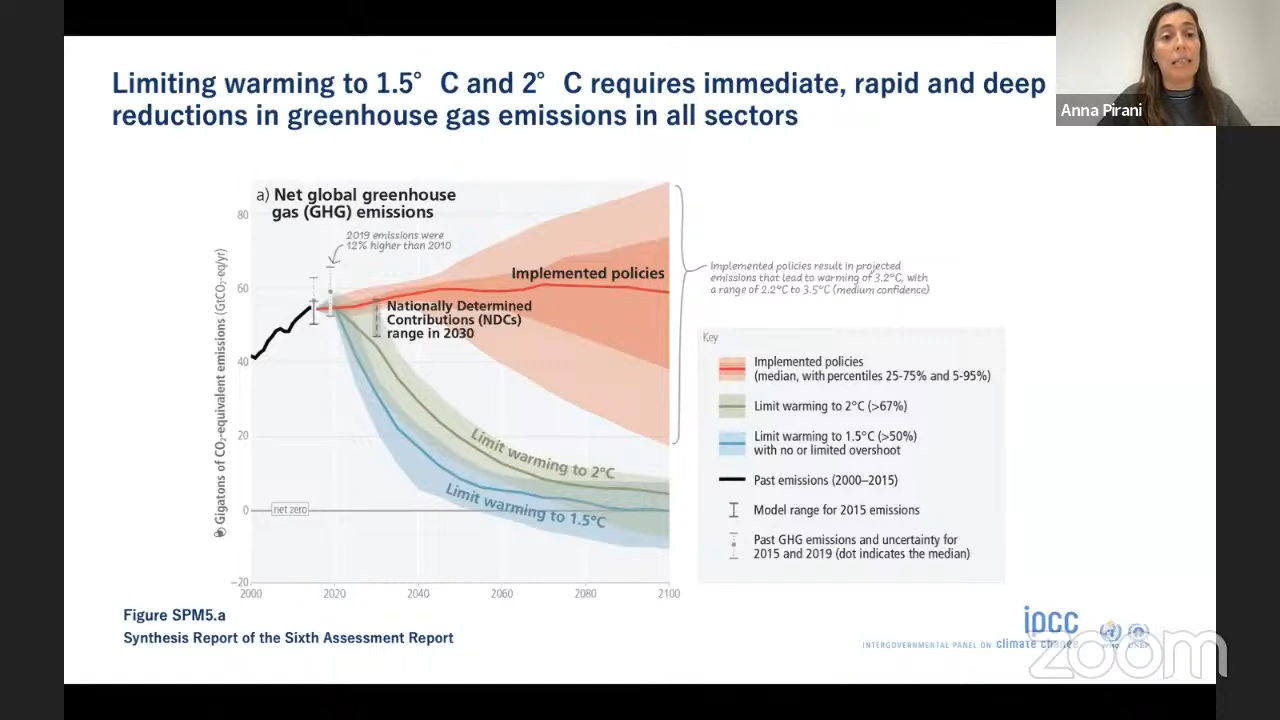 Limiting warming to 1.5° C and 2° C requires immediate, rapid and deep
reductions in greenhouse gas emissions in all sectors
Anna Pirani
a) Net global greenhouse
gas (GHG) emissions
2019 emissions were
12% higher than 2010
Gigatons of CO₂-equivalent emissions (GtCO₂-eq/yr)
80
60
40
20
0
-20
net zero
2000
2020
2040
2060
2080
2100
Implemented policies
Nationally Determined
Contributions (NDCs)
range in 2030
Limit warming to 2°C
Limit warming to 1.5°C
Implemented policies result in projected
emissions that lead to warming of 3.2°C, with
a range of 2.2°C to 3.5°C (medium confidence)
Key
Implemented policies
(median, with percentiles 25-75% and 5-95%)
Limit warming to 2°C (>67%)
Limit warming to 1.5°C (>50%)
with no or limited overshoot
Past emissions (2000–2015)
Model range for 2015 emissions
Past GHG emissions and uncertainty for
2015 and 2019 (dot indicates the median)
Figure SPM5.a
Synthesis Report of the Sixth Assessment Report
ipcc
INTERGOVERNMENTAL PANEL ON climate change
WMO
UNEP
zoom